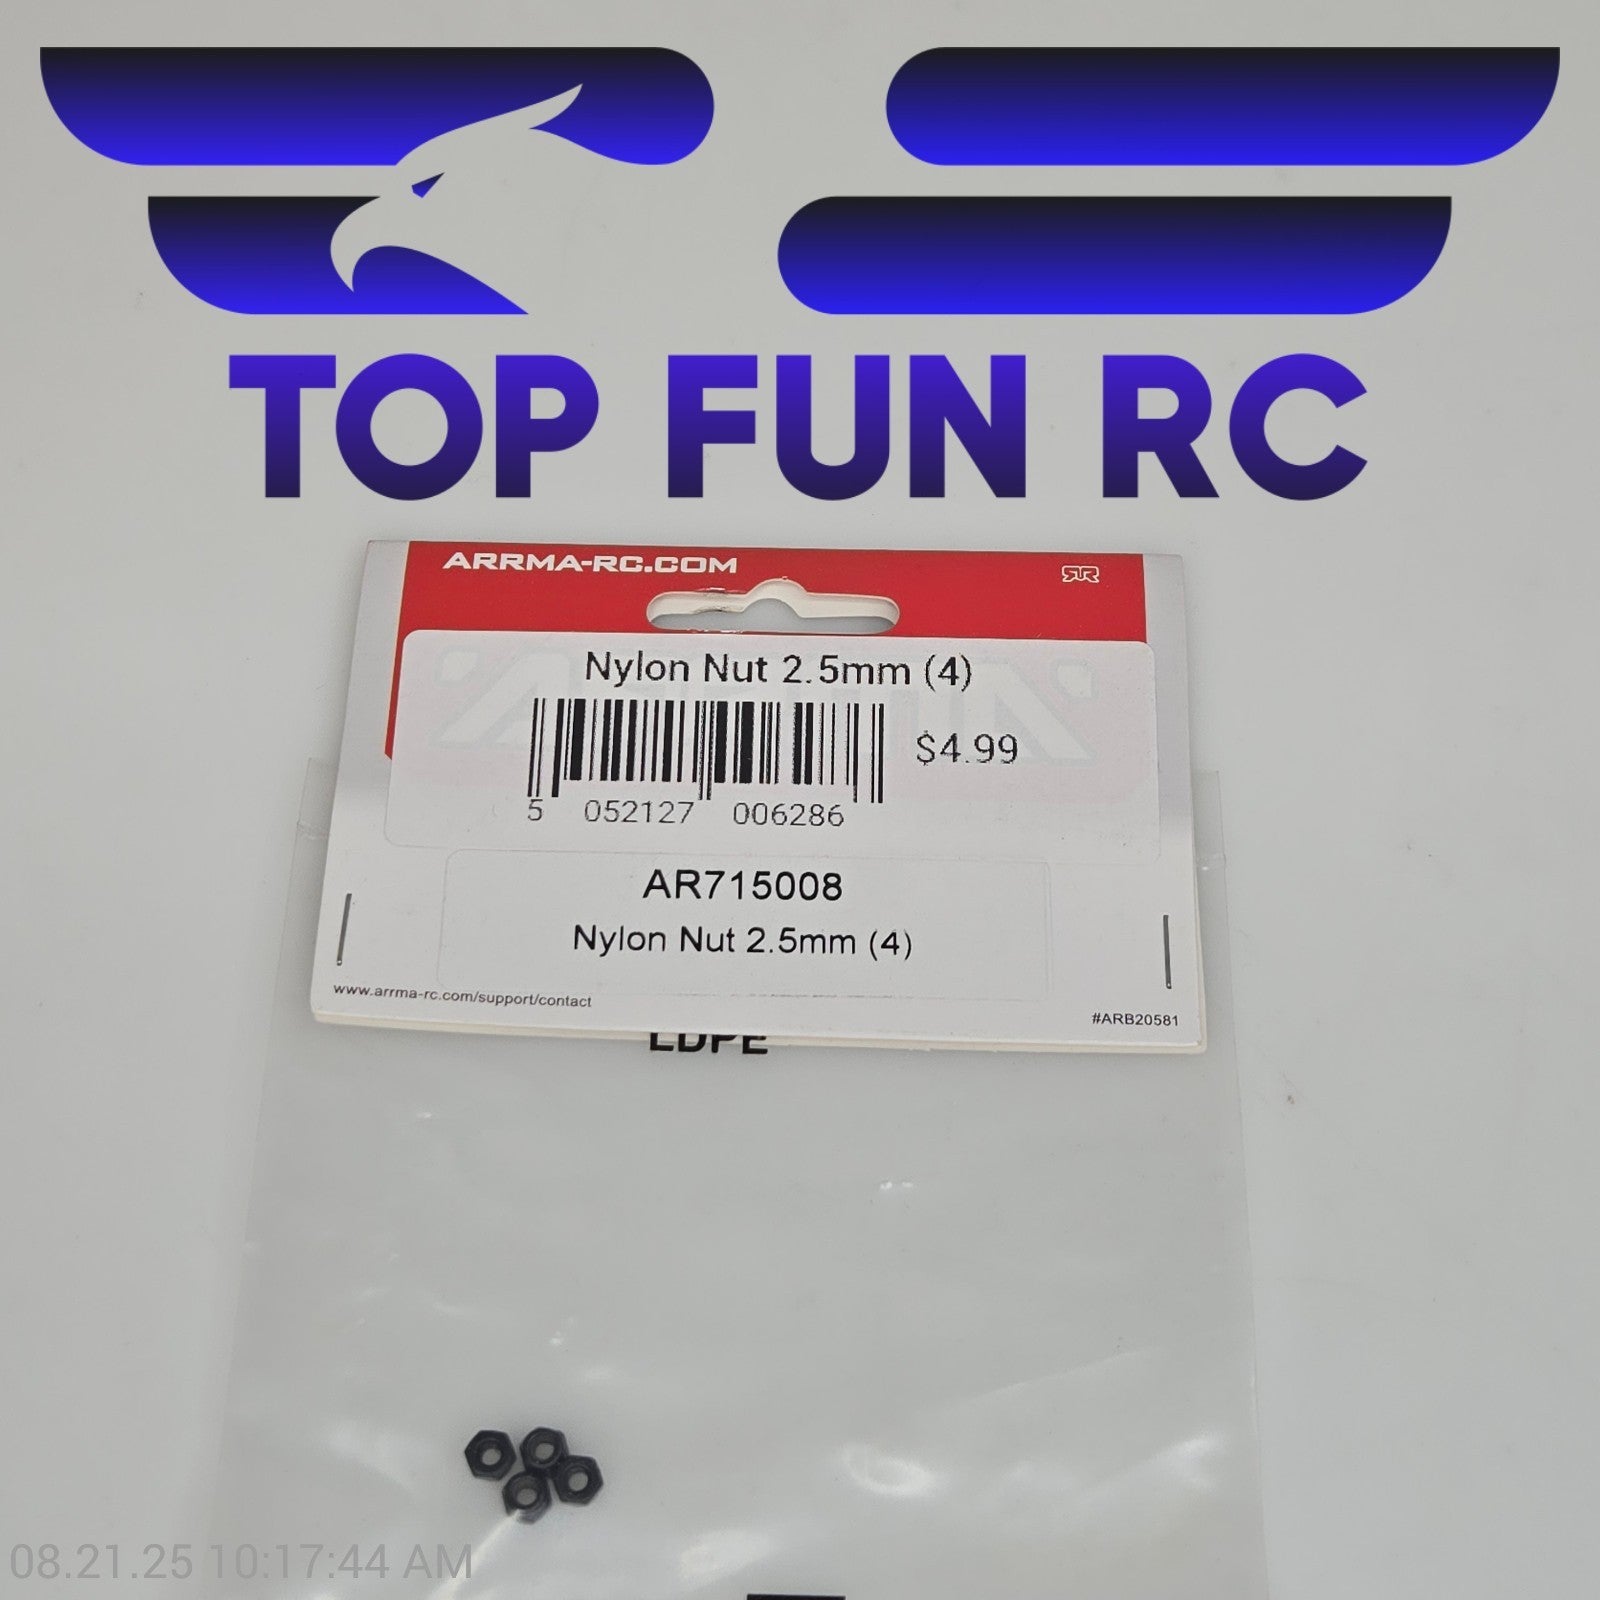 TOP FUN RC
ARRMA-RC.COM
Nylon Nut 2.5mm (4)
$4.99
5 052127 006286
AR715008
Nylon Nut 2.5mm (4)
www.arrma-rc.com/support/contact
#ARB20581
LDPE
08.21.25 10:17:44 AM